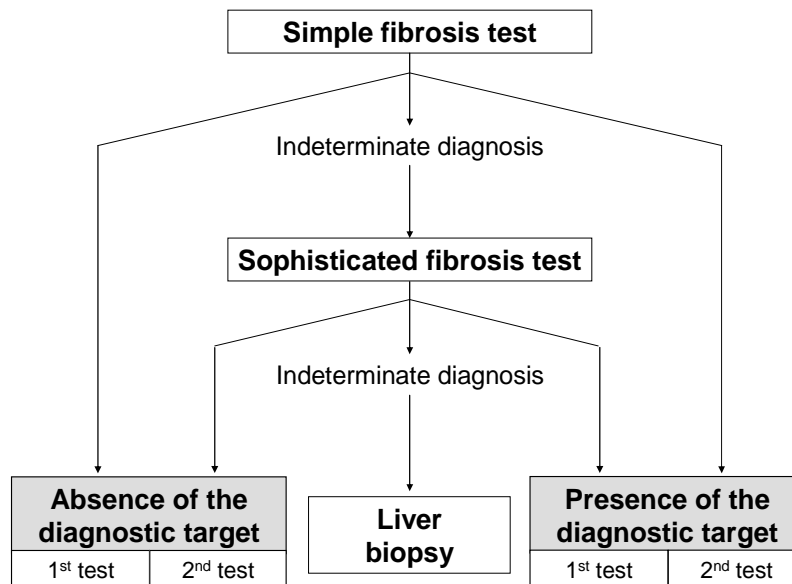 Simple fibrosis test
Indeterminate diagnosis
Sophisticated fibrosis test
Indeterminate diagnosis
Absence of the
diagnostic target
1st test
2nd test
Liver
biopsy
Presence of the
diagnostic target
1st test
2nd test